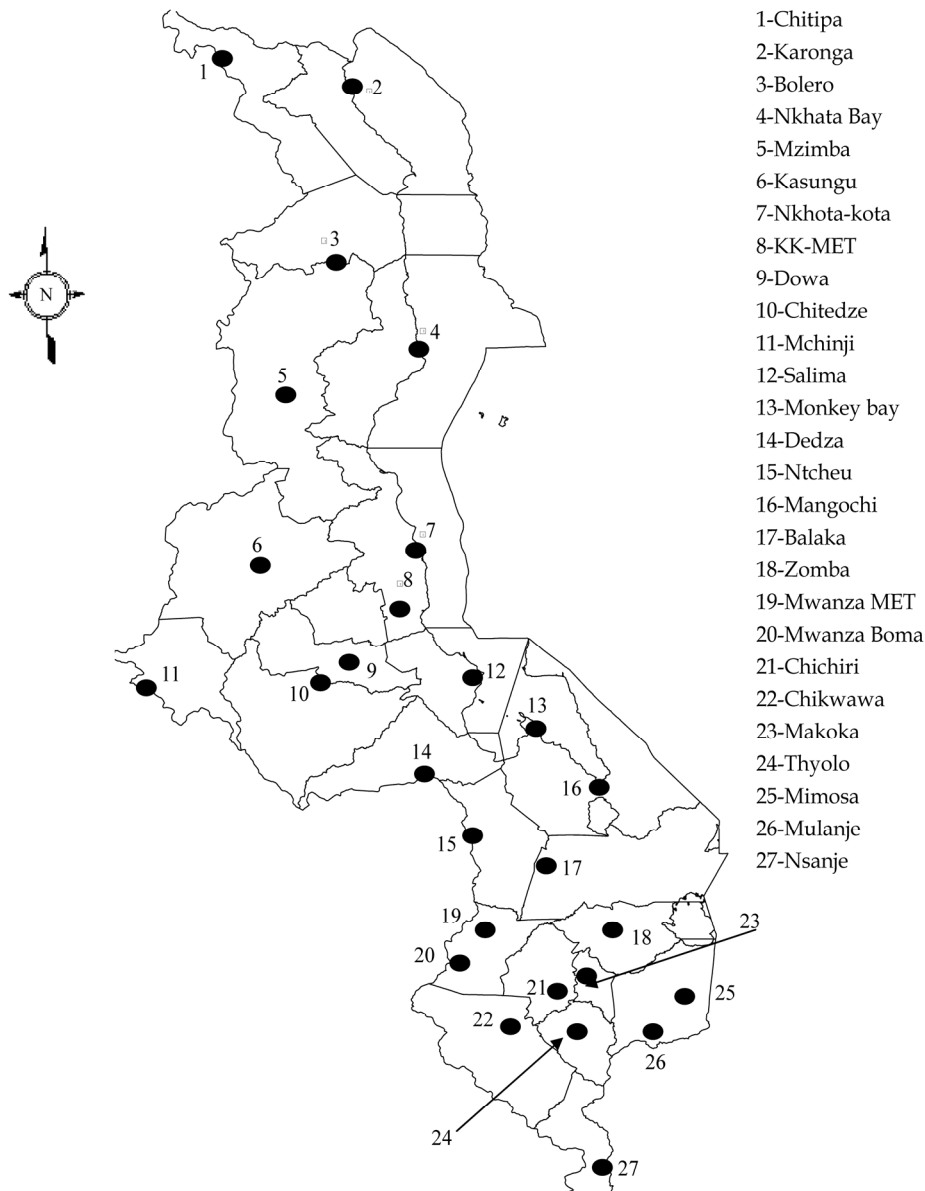 1-Chitipa
2-Karonga
3-Bolero
4-Nkhata Bay
5-Mzimba
6-Kasungu
7-Nkhota-kota
8-KK-MET
9-Dowa
10-Chitedze
11-Mchinji
12-Salima
13-Monkey bay
14-Dedza
15-Ntcheu
16-Mangochi
17-Balaka
18-Zomba
19-Mwanza MET
20-Mwanza Boma
21-Chichiri
22-Chikwawa
23-Makoka
24-Thyolo
25-Mimosa
26-Mulanje
27-Nsanje
1
2
3
N
4
5
7
6
8
9
12
11
10
13
14
16
15
17
19
23
18
20
21
25
22
26
24
27